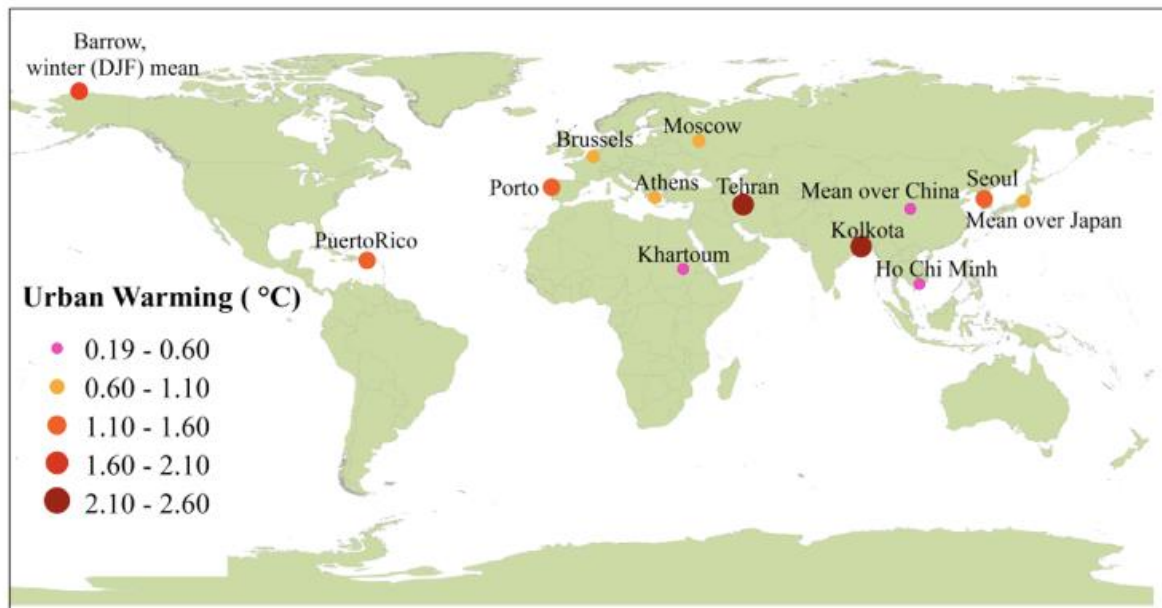 Barrow,
winter (DJF) mean
Brussels
Moscow
Porto
Athens
Tehran
Mean over China
Seoul
Mean over Japan
PuertoRico
Khartoum
Kolkota
Ho Chi Minh
Urban Warming ( °C)
0.19 - 0.60
0.60 - 1.10
1.10 - 1.60
1.60 - 2.10
2.10 - 2.60